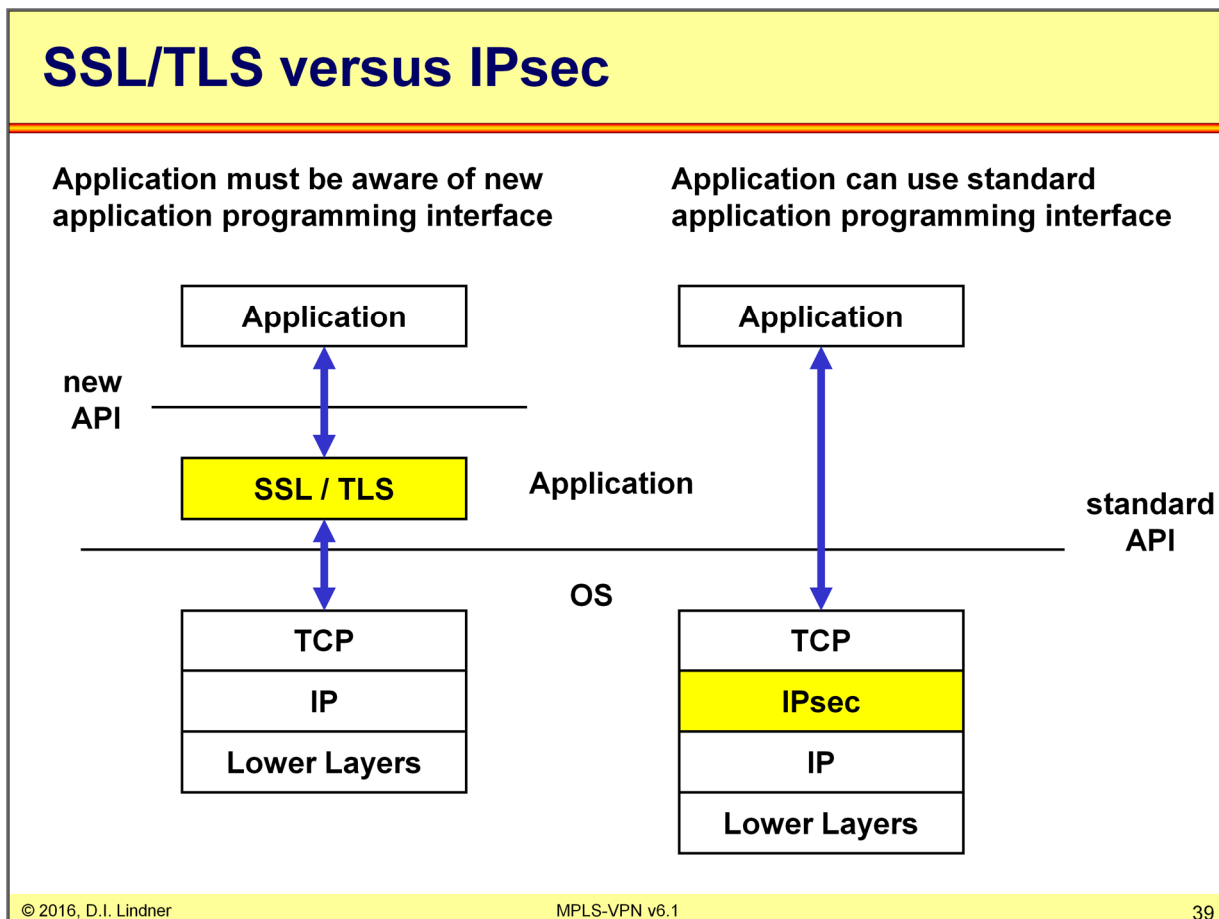 SSL/TLS versus IPsec
Application must be aware of new
application programming interface
Application can use standard
application programming interface
Application
Application
new
API
SSL / TLS
Application
standard
API
OS
TCP
IP
Lower Layers
TCP
IPsec
IP
Lower Layers
© 2016, D.I. Lindner
MPLS-VPN v6.1
39